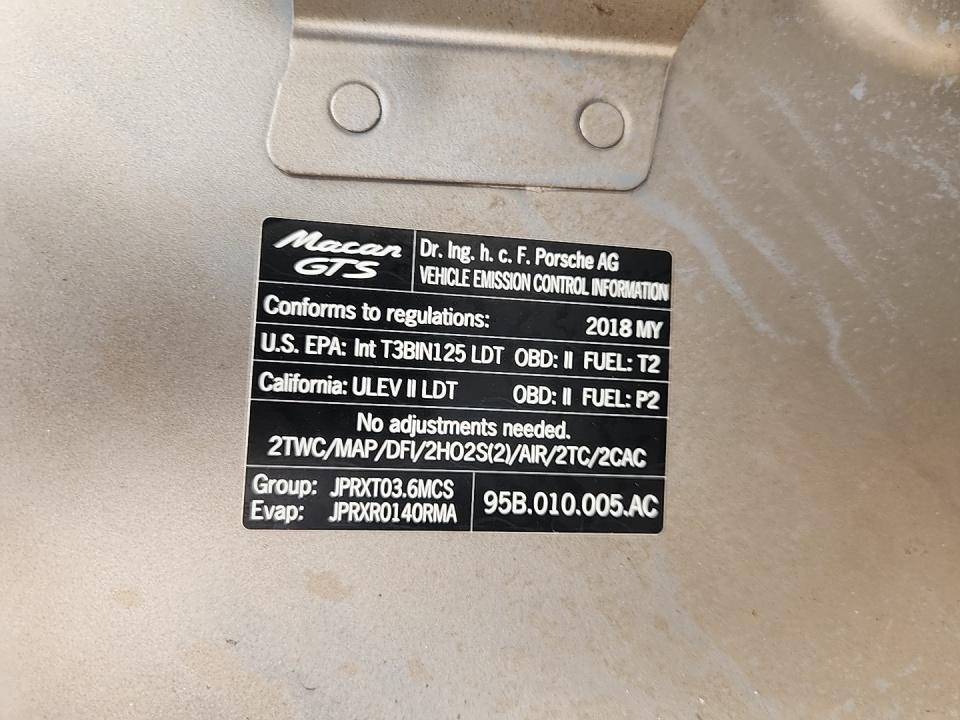 Macan GTS
Dr. Ing. h. c. F. Porsche AG
VEHICLE EMISSION CONTROL INFORMATION
Conforms to regulations: 2018 MY
U.S. EPA: Int T3BIN125 LDT OBD: II FUEL: T2
California: ULEV II LDT OBD: II FUEL: P2
No adjustments needed.
2TWC/MAP/DFI/2HO2S(2)/AIR/2TC/2CAC
Group: JPRXT03.6MCS
Evap: JPRXR0140RMA
95B.010.005.AC